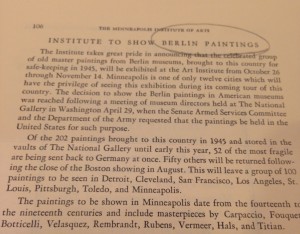 106 THE MINNEAPOLIS INSTITUTE OF ARTS
INSTITUTE TO SHOW BERLIN PAINTINGS
The Institute takes great pride in announcing that the celebrated group
of old master paintings from Berlin museums, brought to this country for
safe-keeping in 1945, will be exhibited at the Art Institute from October 26
through November 14. Minneapolis is one of only twelve cities which will
have the privilege of seeing this exhibition during its coming tour of this
country. The decision to show the Berlin paintings in American museums
was reached following a meeting of museum directors held at The National
Gallery in Washington April 29, when the Senate Armed Services Committee
and the Department of the Army requested that the paintings be held in the
United States for such purpose.
Of the 202 paintings brought to this country in 1945 and stored in the
vaults of The National Gallery until early this year, 52 of the most fragile
are being sent back to Germany at once. Fifty others will be returned follow-
ing the close of the Boston showing in August. This will leave a group of 100
paintings to be seen in Detroit, Cleveland, San Francisco, Los Angeles, St.
Louis, Pittsburgh, Toledo, and Minneapolis.
The paintings to be shown in Minneapolis date from the fourteenth to
the nineteenth centuries and include masterpieces by Carpaccio, Fouquet
Botticelli, Velasquez, Rembrandt, Rubens, Vermeer, Hals, and Titian.